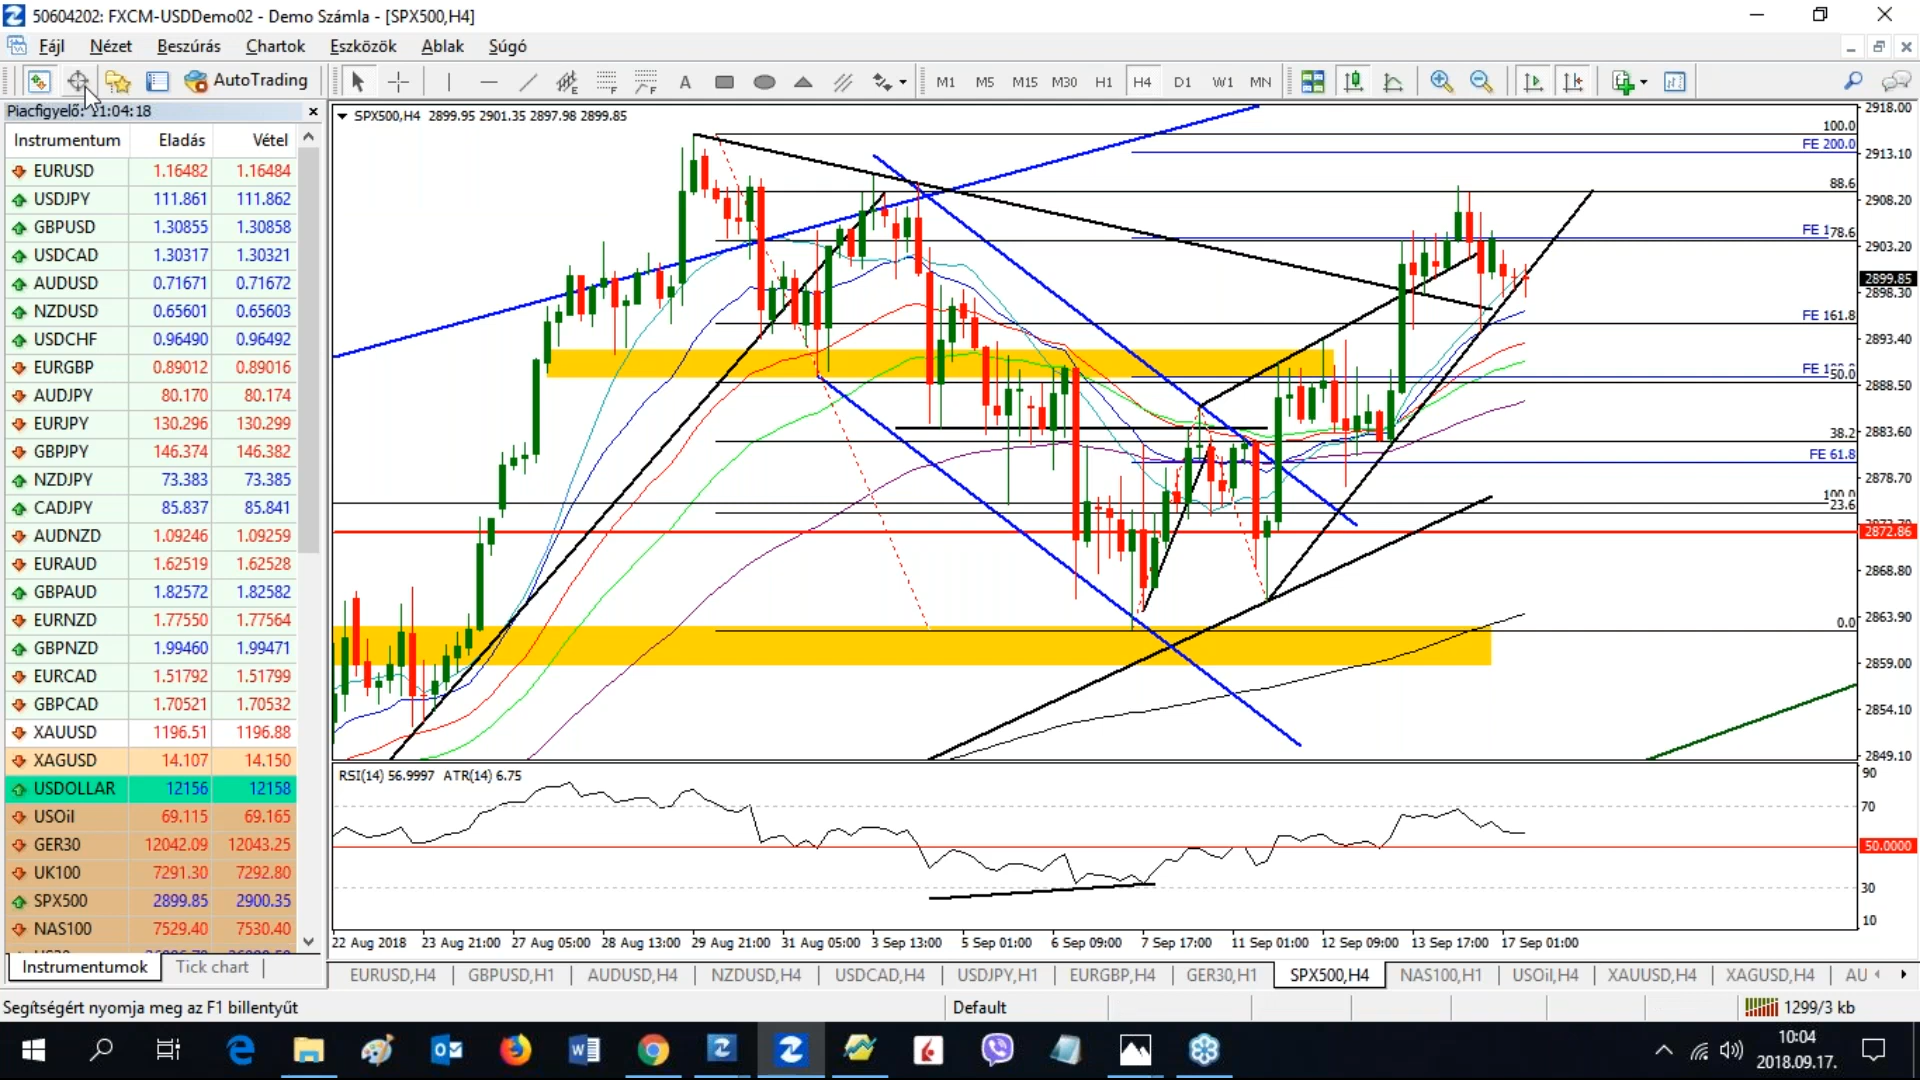 50604202: FXCM-USDDemo02 - Demo Számla - [SPX500,H4]
Fájl Nézet Beszúrás Chartok Eszközök Ablak Súgó
AutoTrading A M1 M5 M15 M30 H1 H4 D1 W1 MN
Piacfigyelő: 11:04:18
Instrumentum Eladás Vétel
EURUSD 1.16482 1.16484
USDJPY 111.861 111.862
GBPUSD 1.30855 1.30858
USDCAD 1.30317 1.30321
AUDUSD 0.71671 0.71672
NZDUSD 0.65601 0.65603
USDCHF 0.96490 0.96492
EURGBP 0.89012 0.89016
AUDJPY 80.170 80.174
EURJPY 130.296 130.299
GBPJPY 146.374 146.382
NZDJPY 73.383 73.385
CADJPY 85.837 85.841
AUDNZD 1.09246 1.09259
EURAUD 1.62519 1.62528
GBPAUD 1.82572 1.82582
EURNZD 1.77550 1.77564
GBPNZD 1.99460 1.99471
EURCAD 1.51792 1.51799
GBPCAD 1.70521 1.70532
XAUUSD 1196.51 1196.88
XAGUSD 14.107 14.150
USDOLLAR 12156 12158
USOil 69.115 69.165
GER30 12042.09 12043.25
UK100 7291.30 7292.80
SPX500 2899.85 2900.35
NAS100 7529.40 7530.40
Instrumentumok Tick chart
SPX500,H4 2899.95 2901.35 2897.98 2899.85
100.0
FE 200.0
88.6
FE 178.6
FE 161.8
50.0
38.2
FE 61.8
100.0
23.6
0.0
2918.00
2913.10
2908.20
2903.20
2899.85
2898.30
2893.40
2888.50
2883.60
2878.70
2872.86
2868.80
2863.90
2859.00
2854.10
2849.10
RSI(14) 56.9997 ATR(14) 6.75
90
70
50.0000
30
10
22 Aug 2018 23 Aug 21:00 27 Aug 05:00 28 Aug 13:00 29 Aug 21:00 31 Aug 05:00 3 Sep 13:00 5 Sep 01:00 6 Sep 09:00 7 Sep 17:00 11 Sep 01:00 12 Sep 09:00 13 Sep 17:00 17 Sep 01:00
EURUSD,H4 GBPUSD,H1 AUDUSD,H4 NZDUSD,H4 USDCAD,H4 USDJPY,H1 EURGBP,H4 GER30,H1 SPX500,H4 NAS100,H1 USOil,H4 XAUUSD,H4 XAGUSD,H4 AU
Segítségért nyomja meg az F1 billentyűt Default 1299/3 kb
10:04
2018.09.17.